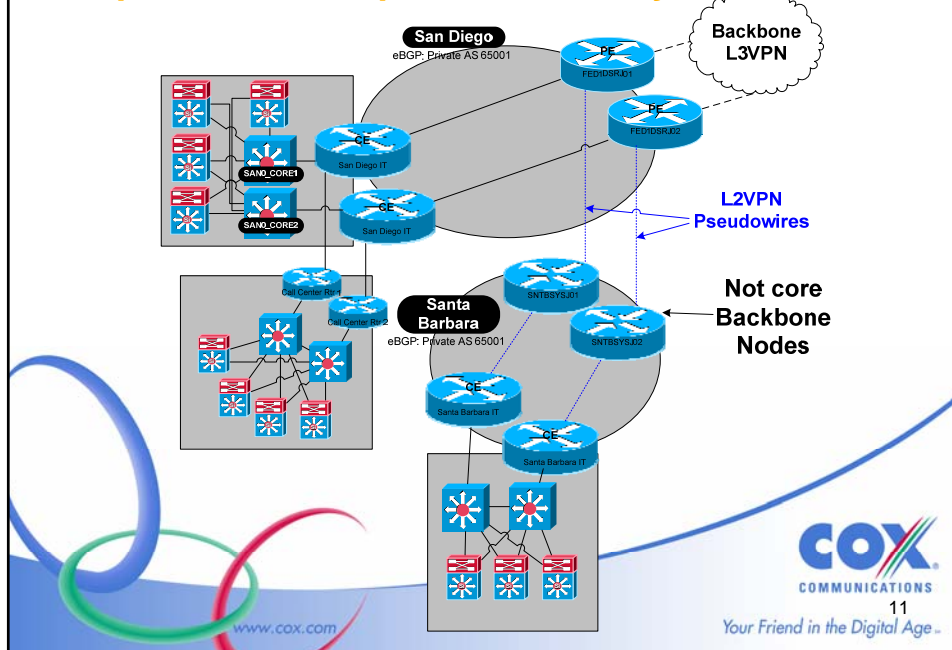 San Diego
eBGP: Private AS 65001
Backbone
L3VPN
PE
FED1DSRJ01
PE
FED1DSRJ02
CE
San Diego IT
SAN0_CORE1
CE
San Diego IT
SAN0_CORE2
L2VPN
Pseudowires
Call Center Rtr 1
Call Center Rtr 2
SNTBSYSJ01
Santa
Barbara
eBGP: Private AS 65001
SNTBSYSJ02
Not core
Backbone
Nodes
CE
Santa Barbara IT
CE
Santa Barbara IT
COX
COMMUNICATIONS
11
www.cox.com
Your Friend in the Digital Age